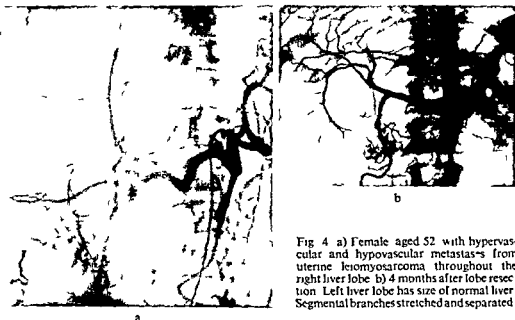 a
b
Fig 4 a) Female aged 52 with hypervas-
cular and hypovascular metastas-s from
uterine leiomyosarcoma throughout the
right liver lobe b) 4 months after lobe resec
tion Left liver lobe has size of normal liver
Segmental branches stretched and separated